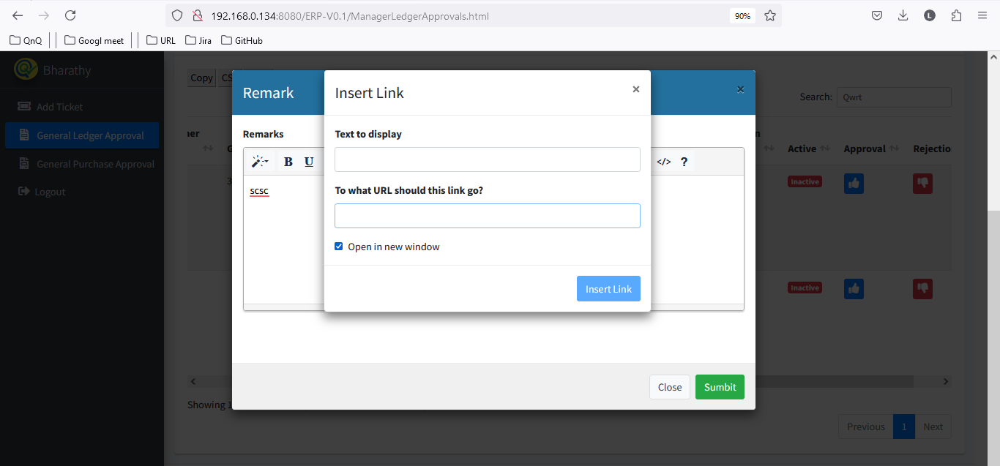 192.168.0.134:8080/ERP-V0.1/ManagerLedgerApprovals.html
90%
L
QnQ
Googl meet
URL
Jira
GitHub
Bharathy
Add Ticket
General Ledger Approval
General Purchase Approval
Logout
Copy
CS
Search:
Qwrt
Remark
×
Insert Link
×
Remarks
Text to display
B
U
</>
?
scsc
To what URL should this link go?
Open in new window
Insert Link
Close
Sumbit
Active
Approval
Rejectio
Inactive
Inactive
Showing 1
Previous
1
Next